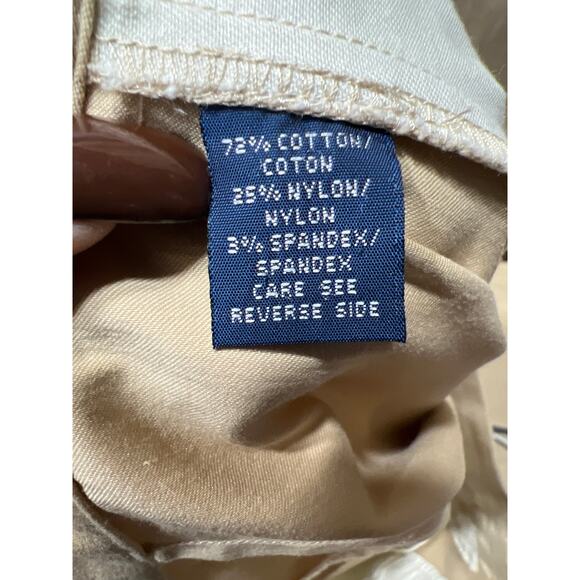 72% COTTON/
COTON
25% NYLON/
NYLON
3% SPANDEX/
SPANDEX
CARE SEE
REVERSE SIDE